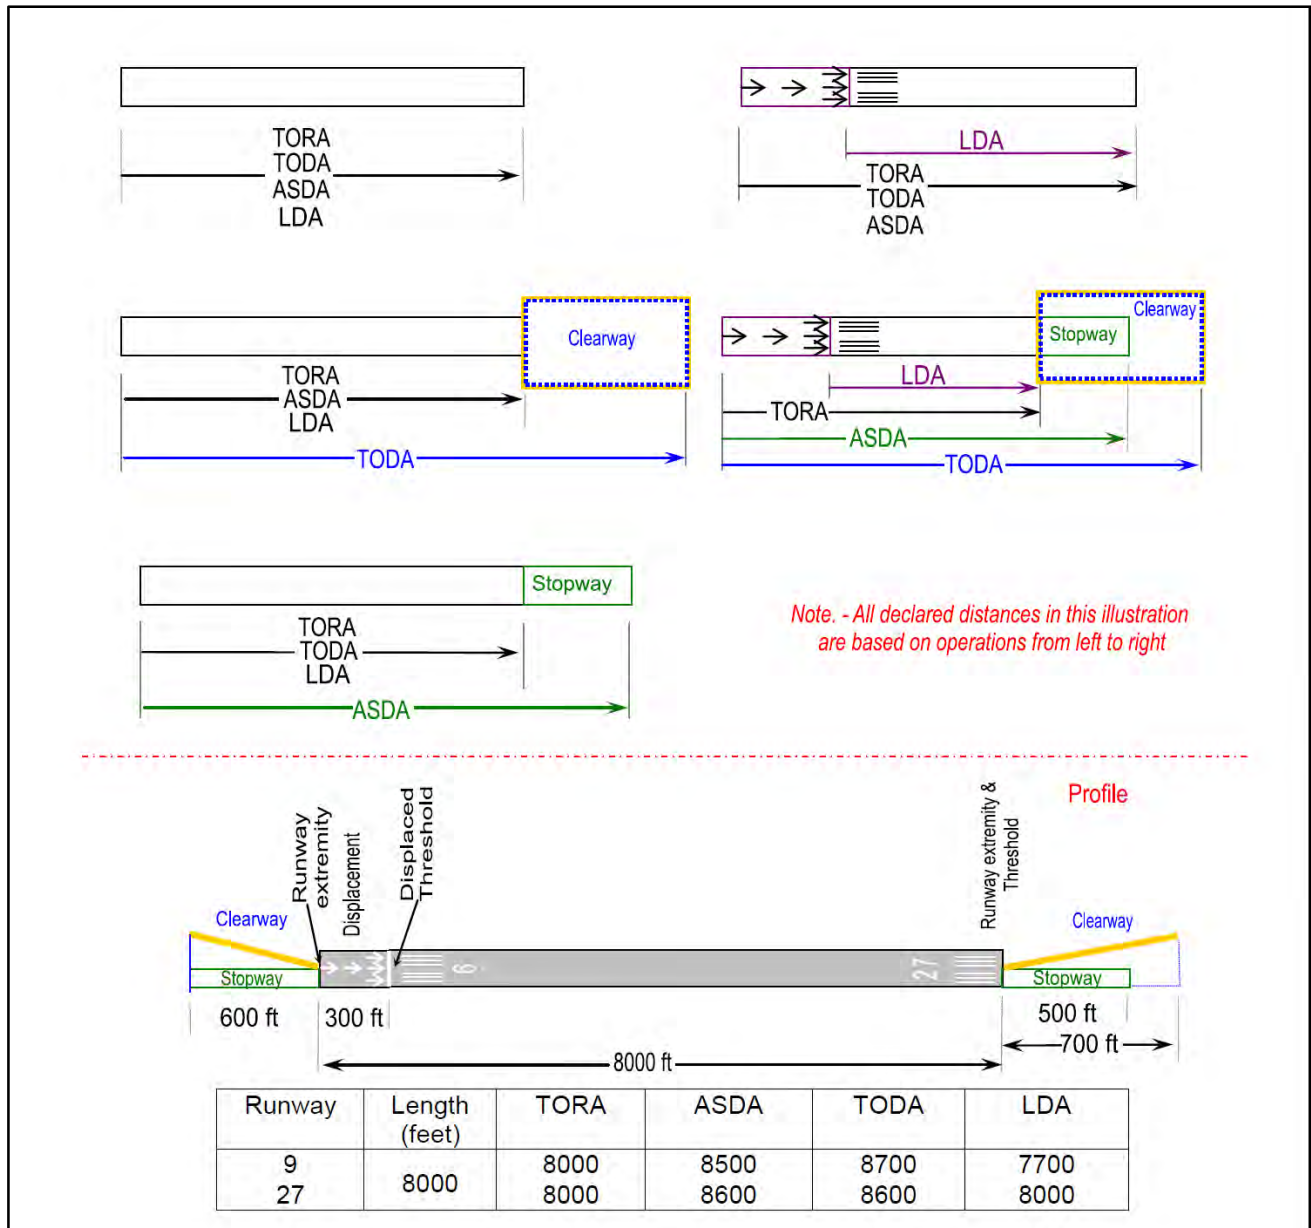 TORA
TODA
ASDA
LDA
LDA
TORA
TODA
ASDA
Clearway
TORA
ASDA
LDA
TODA
Clearway
Stopway
LDA
TORA
ASDA
TODA
Stopway
TORA
TODA
LDA
ASDA
Note. - All declared distances in this illustration
are based on operations from left to right
Profile
Runway
extremity
Displacement
Displaced
Threshold
Runway extremity &
Threshold
Clearway
Clearway
Stopway
9
27
Stopway
600 ft
300 ft
500 ft
700 ft
8000 ft
Runway Length (feet) TORA ASDA TODA LDA
9 8000 8000 8500 8700 7700
27 8000 8600 8600 8000